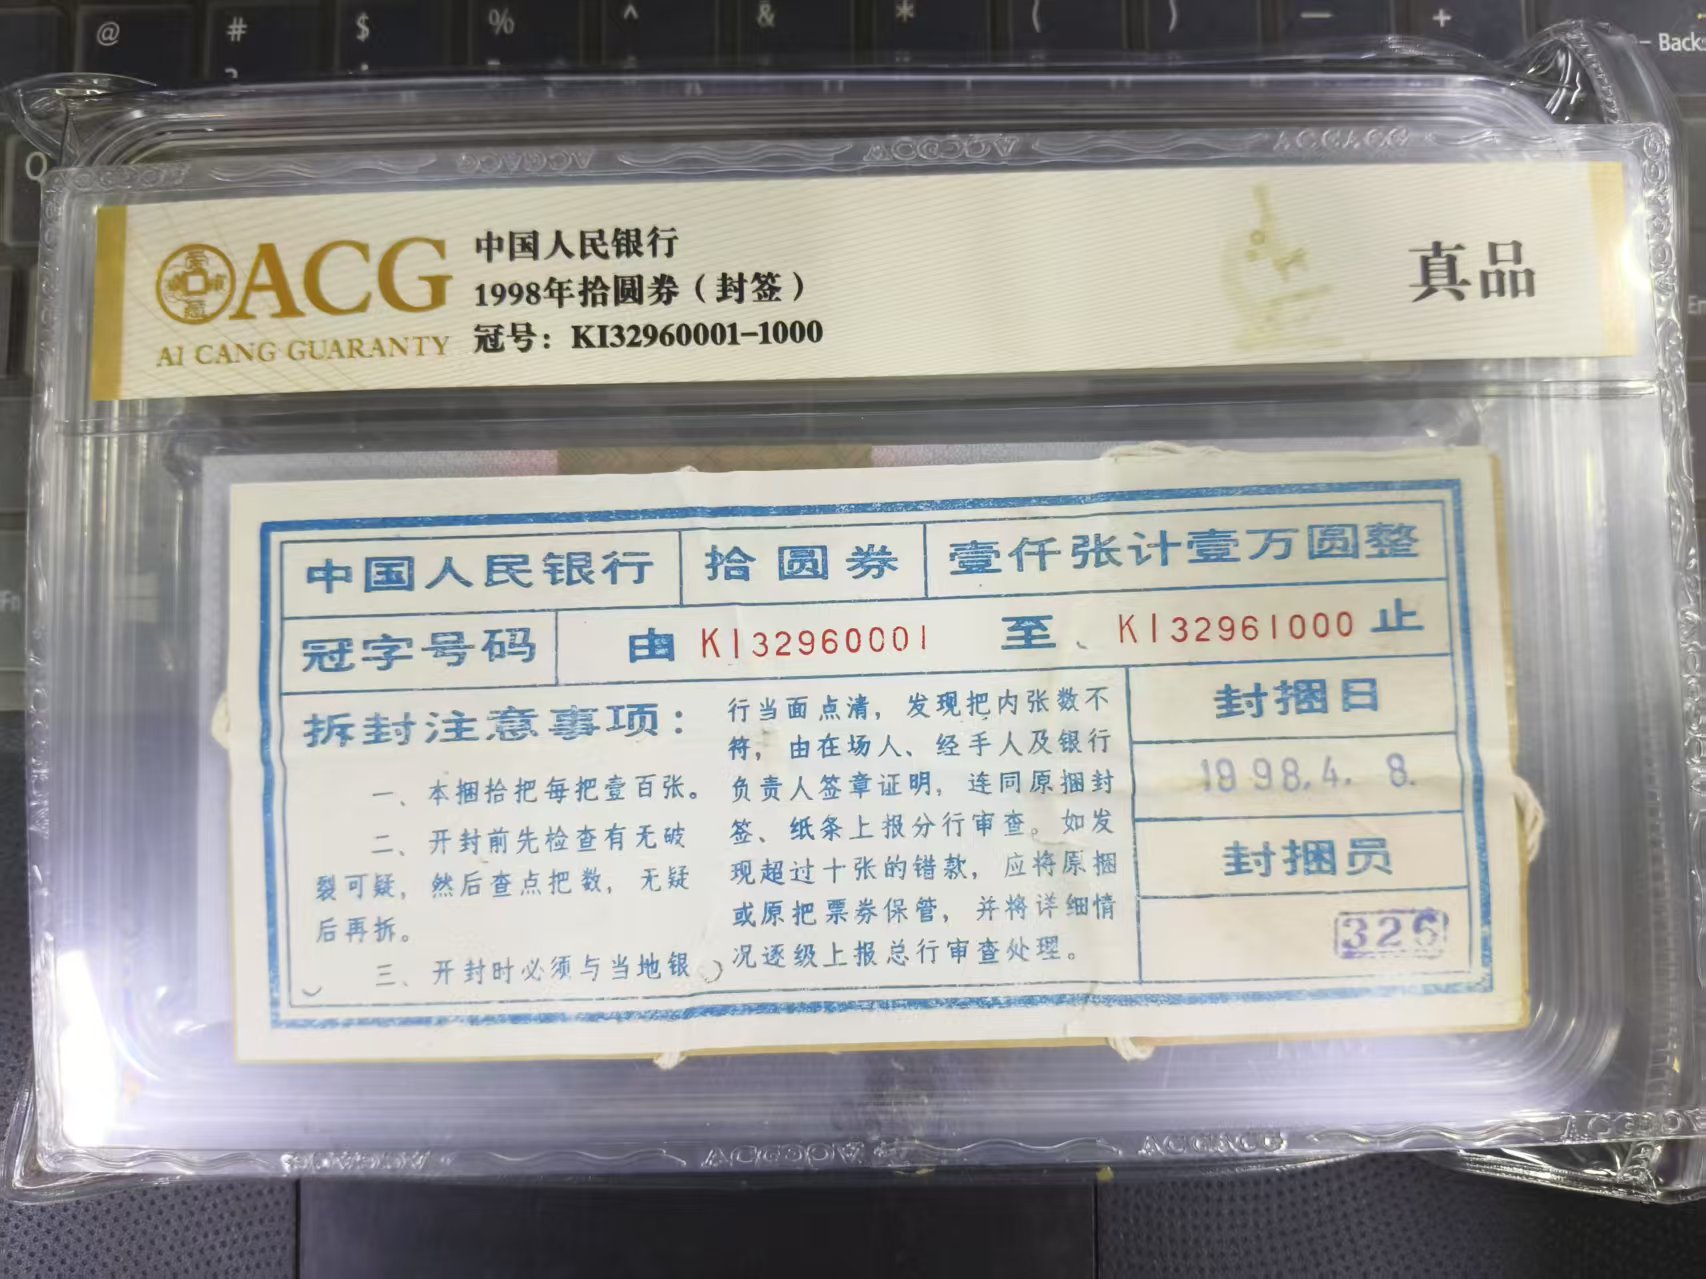 @ # $ % ^ & * ( ) — +
Back
Q
Fn
ACG
AI CANG GUARANTY
中国人民银行
1998年拾圆券（封签）
冠号：KI32960001-1000
真品
中国人民银行 拾圆券 壹仟张计壹万圆整
冠字号码 由 KI32960001 至 KI32961000 止
拆封注意事项：
一、本捆拾把每把壹百张。
二、开封前先检查有无破
裂可疑，然后查点把数，无疑
后再拆。
三、开封时必须与当地银
行当面点清，发现把内张数不
符，由在场人、经手人及银行
负责人签章证明，连同原捆封
签、纸条上报分行审查。如发
现超过十张的错款，应将原捆
或原把票券保管，并将详细情
况逐级上报总行审查处理。
封捆日
1998.4.8.
封捆员
326